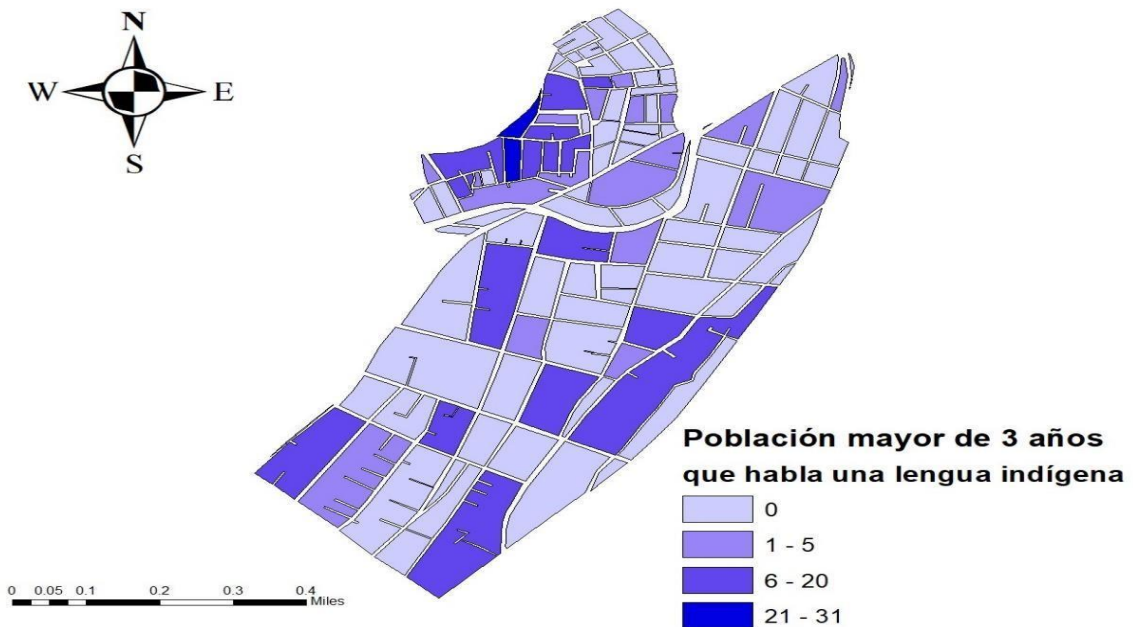 N
W E
S
Población mayor de 3 años
que habla una lengua indígena
0
1 - 5
6 - 20
21 - 31
0 0.05 0.1 0.2 0.3 0.4
Miles